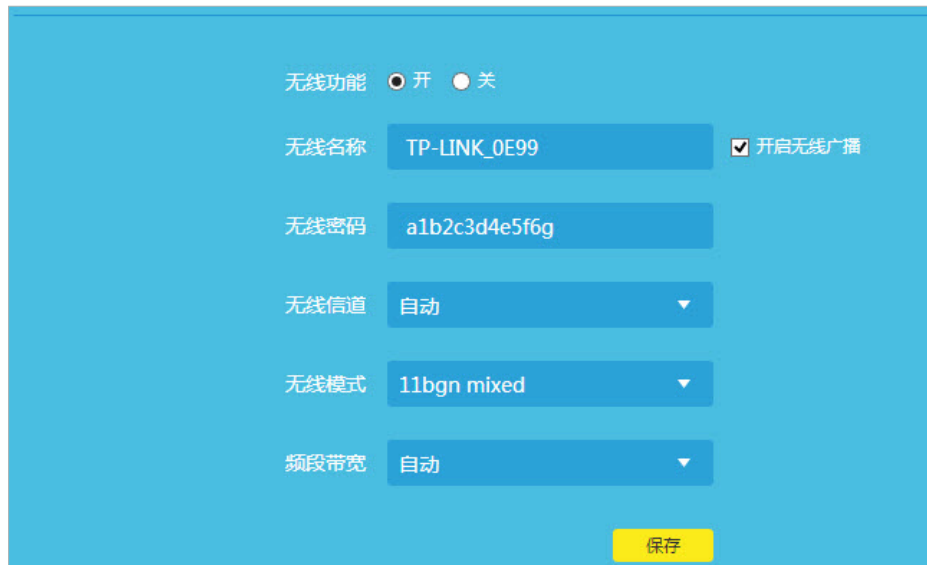 无线功能 开 关
无线名称 TP-LINK_0E99 开启无线广播
无线密码 a1b2c3d4e5f6g
无线信道 自动
无线模式 11bgn mixed
频段带宽 自动
保存